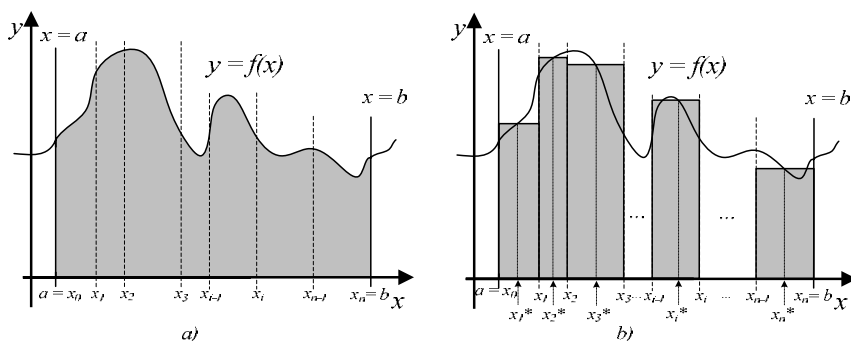 y
x = a
y = f(x)
x = b
a = x₀ x₁ x₂ x₃ xᵢ₋₁ xᵢ xₙ₋₁ xₙ = b x
a)
y
x = a
y = f(x)
x = b
... ...
a = x₀ x₁ x₂ x₃ ... xᵢ₋₁ xᵢ ... xₙ₋₁ xₙ = b x
x₁* x₂* x₃* xᵢ* xₙ*
b)